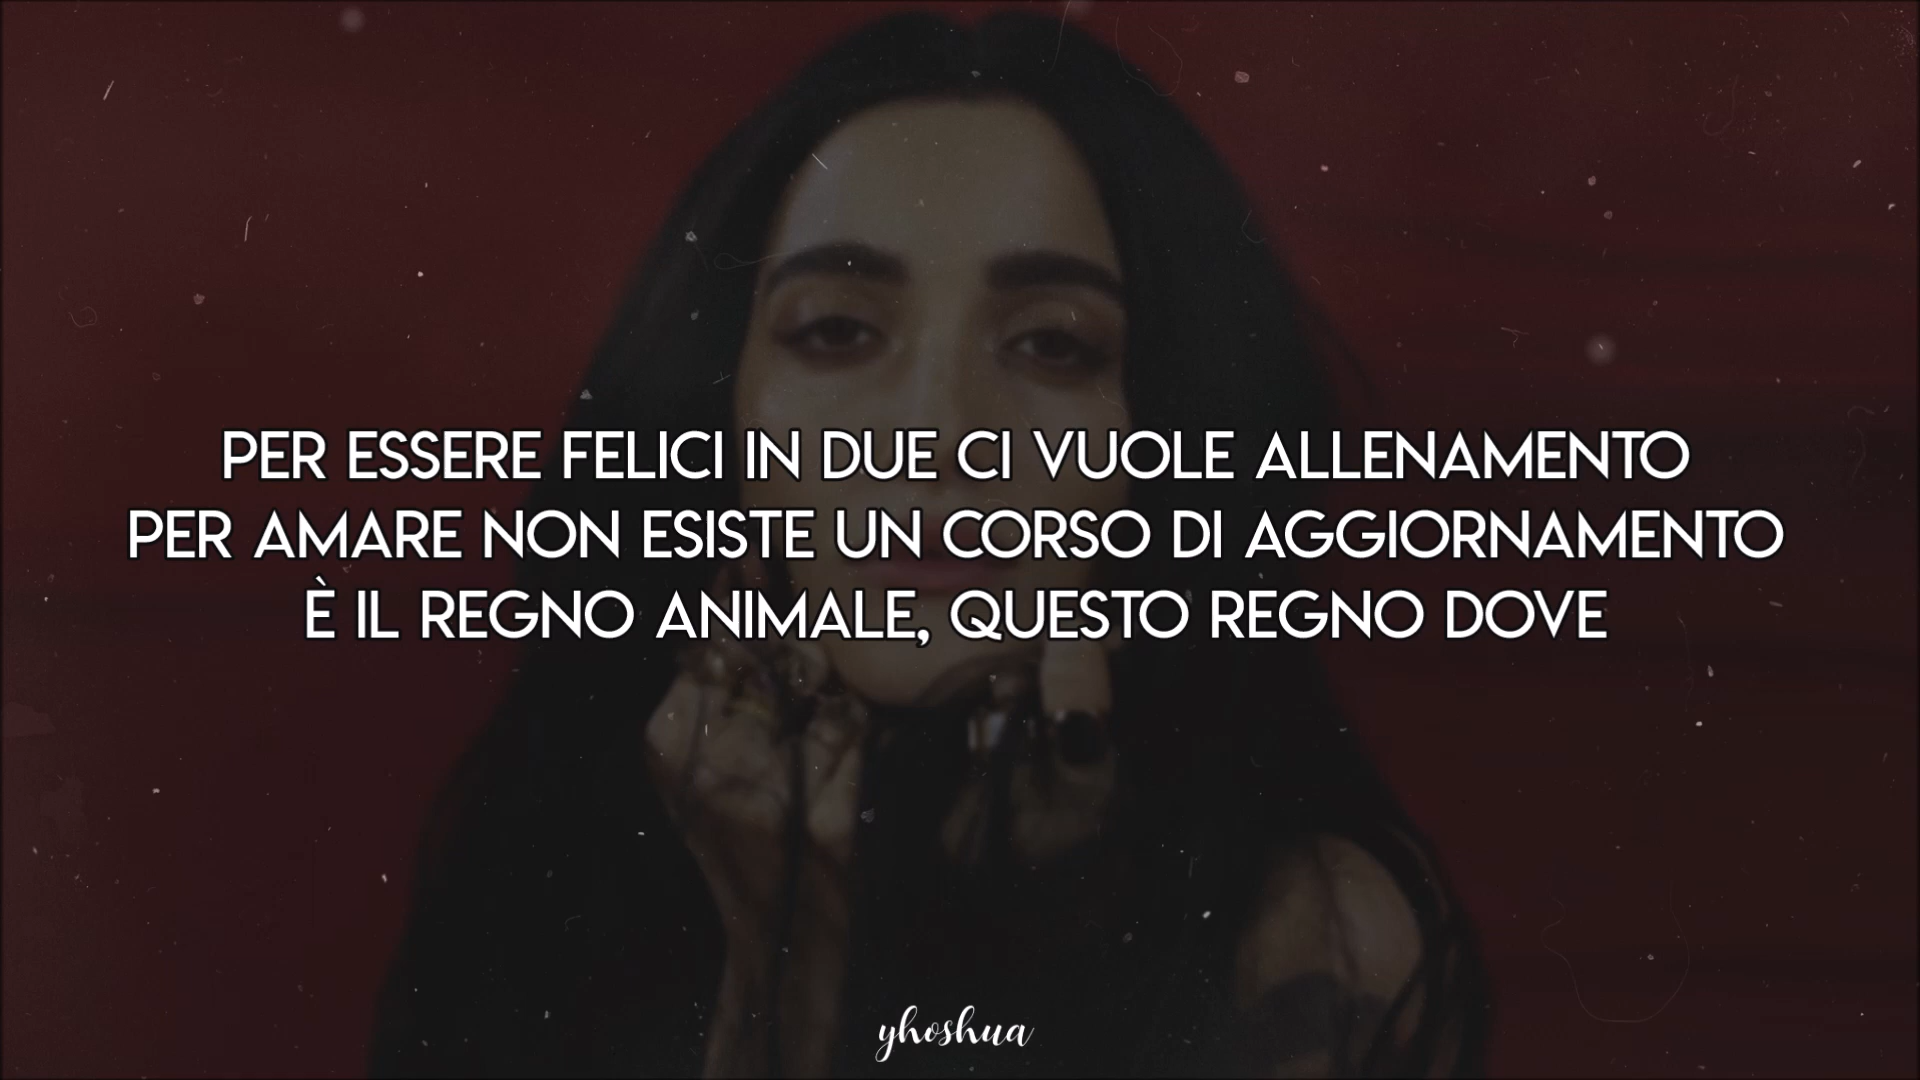 PER ESSERE FELICI IN DUE CI VUOLE ALLENAMENTO
PER AMARE NON ESISTE UN CORSO DI AGGIORNAMENTO
È IL REGNO ANIMALE, QUESTO REGNO DOVE
yhoshua